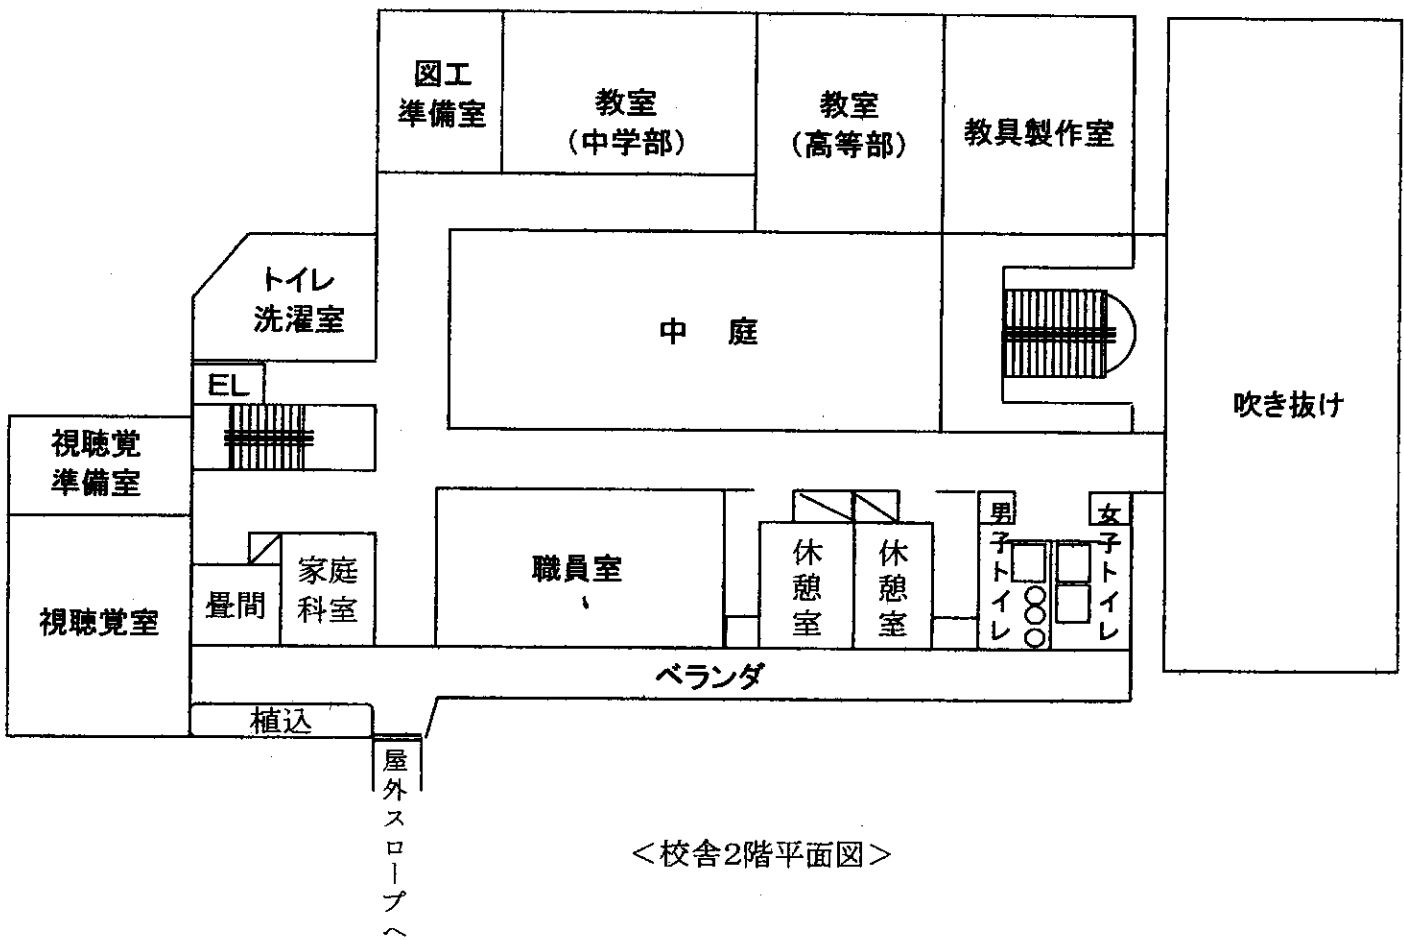 図工
準備室
教室
（中学部）
教室
（高等部）
教具製作室
トイレ
洗濯室
中 庭
EL
吹き抜け
視聴覚
準備室
視聴覚室
畳間
家庭
科室
職員室
休憩室
休憩室
男子トイレ
女子トイレ
ベランダ
植込
屋外スロープへ
＜校舎2階平面図＞